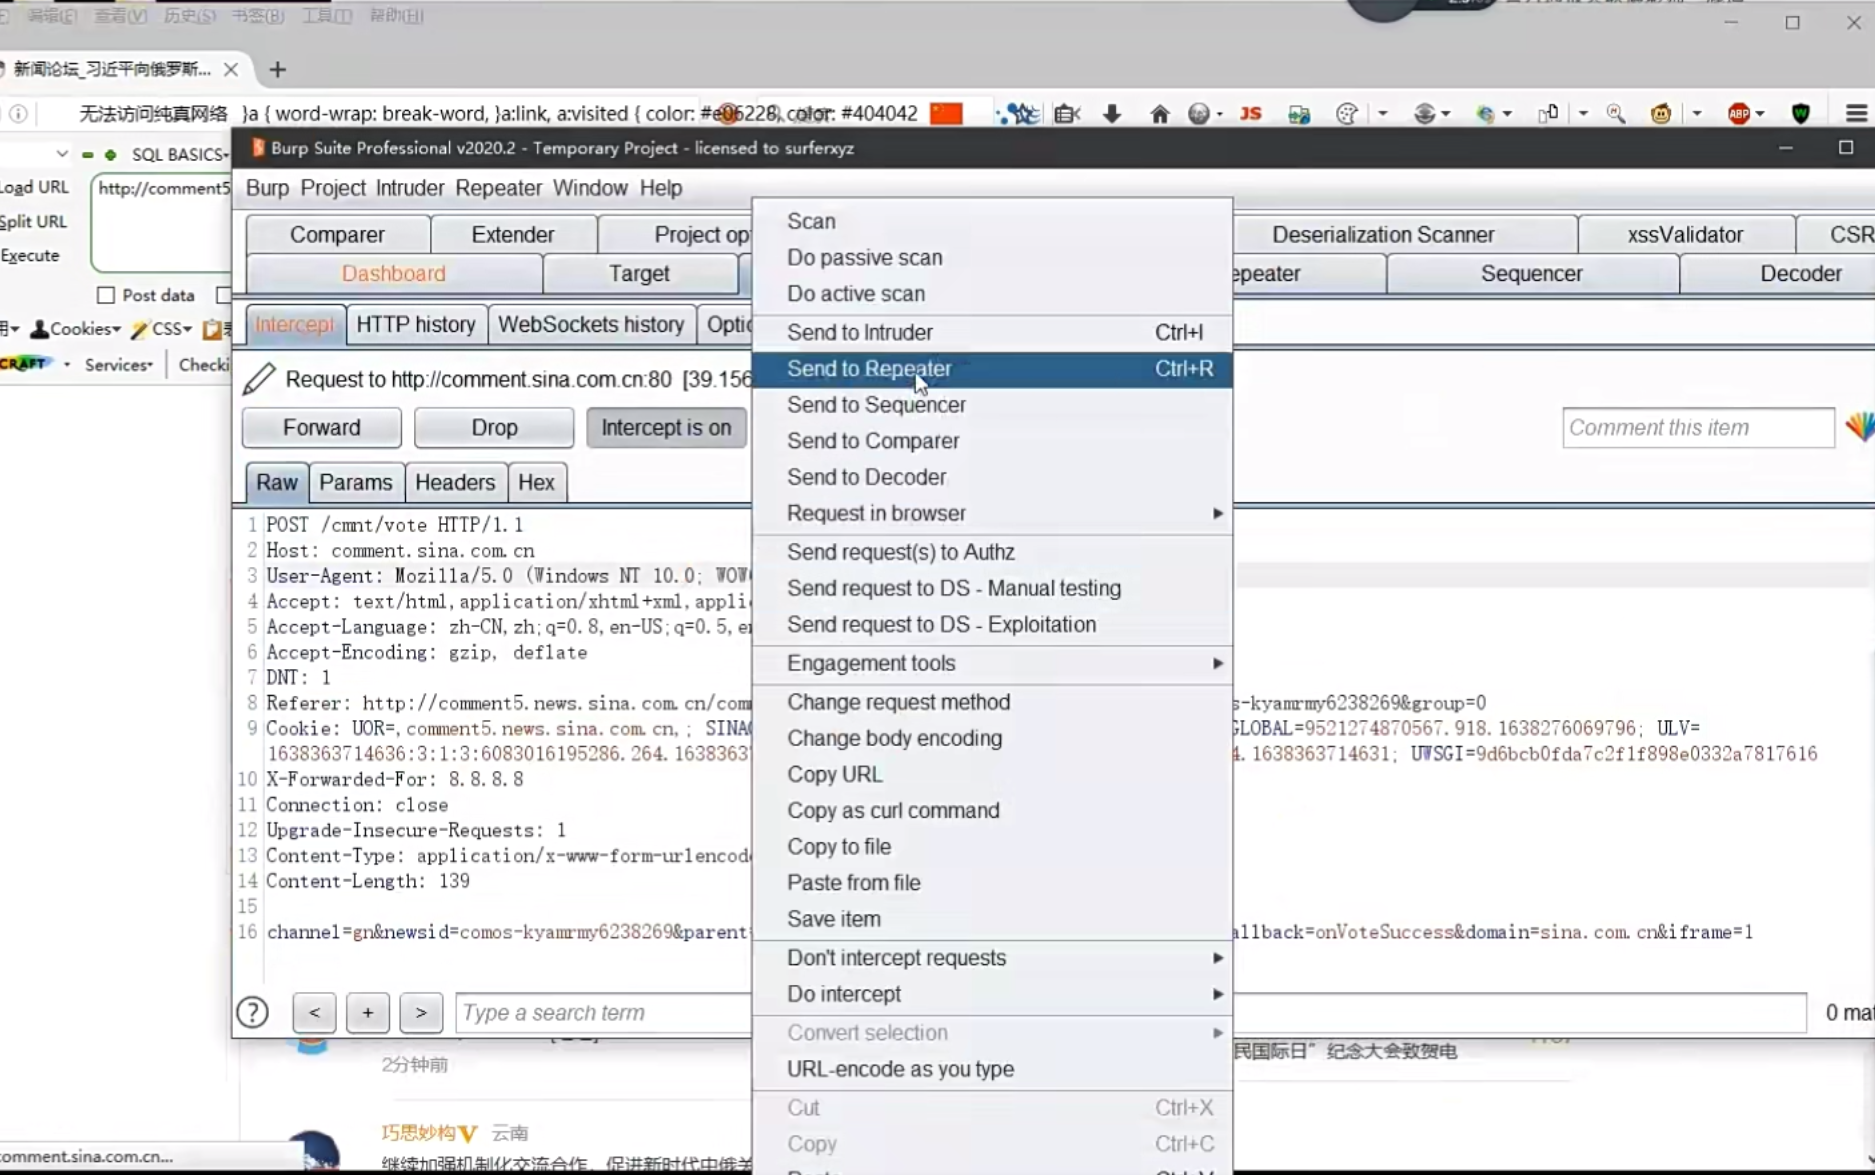 编辑(E) 查看(V) 历史(S) 书签(B) 工具(T) 帮助(H)
新闻论坛_习近平向俄罗斯...
无法访问纯真网络 }a { word-wrap: break-word, }a:link, a:visited { color: #e06228, color: #404042
JS
ABP
SQL BASICS
Load URL
http://comment5
Split URL
Execute
Post data
Cookies
CSS
CRAFT
Services
Checki
Burp Suite Professional v2020.2 - Temporary Project - licensed to surferxyz
Burp Project Intruder Repeater Window Help
Comparer
Extender
Project op
Deserialization Scanner
xssValidator
CSR
Dashboard
Target
epeater
Sequencer
Decoder
Intercept
HTTP history
WebSockets history
Optio
Request to http://comment.sina.com.cn:80 [39.156
Forward
Drop
Intercept is on
Comment this item
Raw
Params
Headers
Hex
1 POST /cmnt/vote HTTP/1.1
2 Host: comment.sina.com.cn
3 User-Agent: Mozilla/5.0 (Windows NT 10.0; WOW
4 Accept: text/html,application/xhtml+xml,appli
5 Accept-Language: zh-CN,zh;q=0.8,en-US;q=0.5,e
6 Accept-Encoding: gzip, deflate
7 DNT: 1
8 Referer: http://comment5.news.sina.com.cn/com s-kyamrmy6238269&group=0
9 Cookie: UOR=,comment5.news.sina.com.cn,; SINA GLOBAL=9521274870567.918.1638276069796; ULV=
1638363714636:3:1:3:6083016195286.264.1638363 4.1638363714631; UWSGI=9d6bcb0fda7c2f1f898e0332a7817616
10 X-Forwarded-For: 8.8.8.8
11 Connection: close
12 Upgrade-Insecure-Requests: 1
13 Content-Type: application/x-www-form-urlencod
14 Content-Length: 139
15
16 channel=gn&newsid=comos-kyamrmy6238269&parent= allback=onVoteSuccess&domain=sina.com.cn&iframe=1
Scan
Do passive scan
Do active scan
Send to Intruder Ctrl+I
Send to Repeater Ctrl+R
Send to Sequencer
Send to Comparer
Send to Decoder
Request in browser
Send request(s) to Authz
Send request to DS - Manual testing
Send request to DS - Exploitation
Engagement tools
Change request method
Change body encoding
Copy URL
Copy as curl command
Copy to file
Paste from file
Save item
Don't intercept requests
Do intercept
Convert selection
URL-encode as you type
Cut Ctrl+X
Copy Ctrl+C
?
<
+
>
Type a search term
0 mat
2分钟前
民国际日”纪念大会致贺电
巧思妙构 云南
继续加强机制化交流合作,促进新时代中俄关
comment.sina.com.cn...